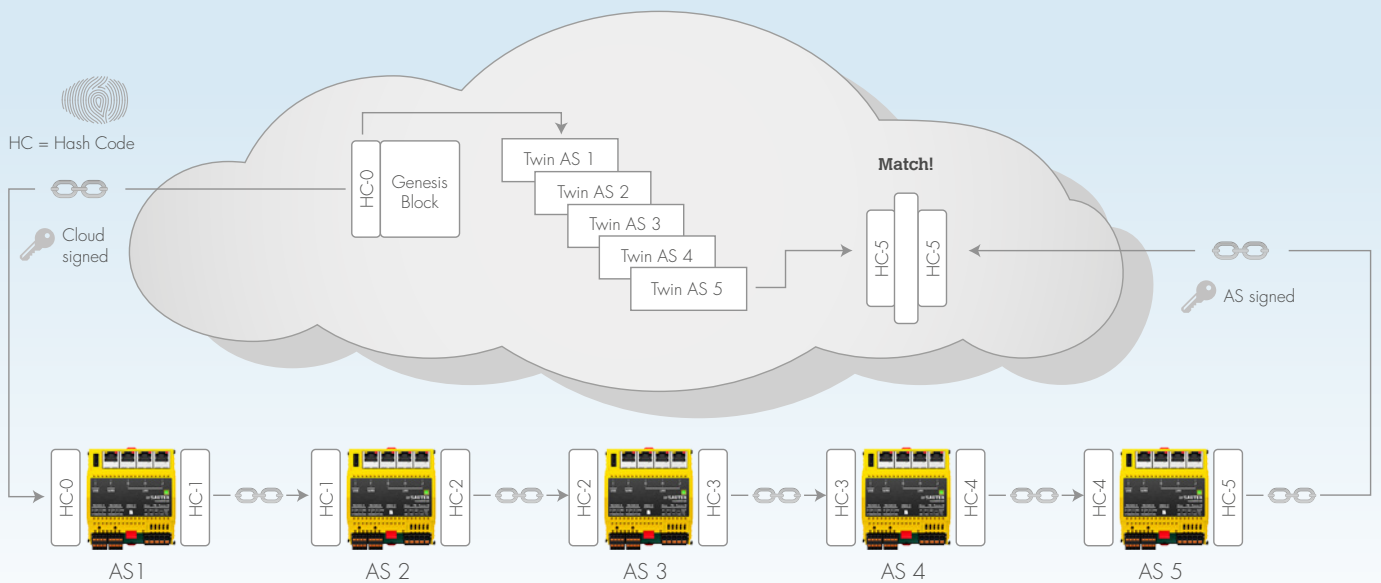 HC = Hash Code
Cloud
signed
HC-0
Genesis
Block
Twin AS 1
Twin AS 2
Twin AS 3
Twin AS 4
Twin AS 5
Match!
HC-5
HC-5
AS signed
HC-0
HC-1
HC-1
HC-2
HC-2
HC-3
HC-3
HC-4
HC-4
HC-5
AS1
AS 2
AS 3
AS 4
AS 5